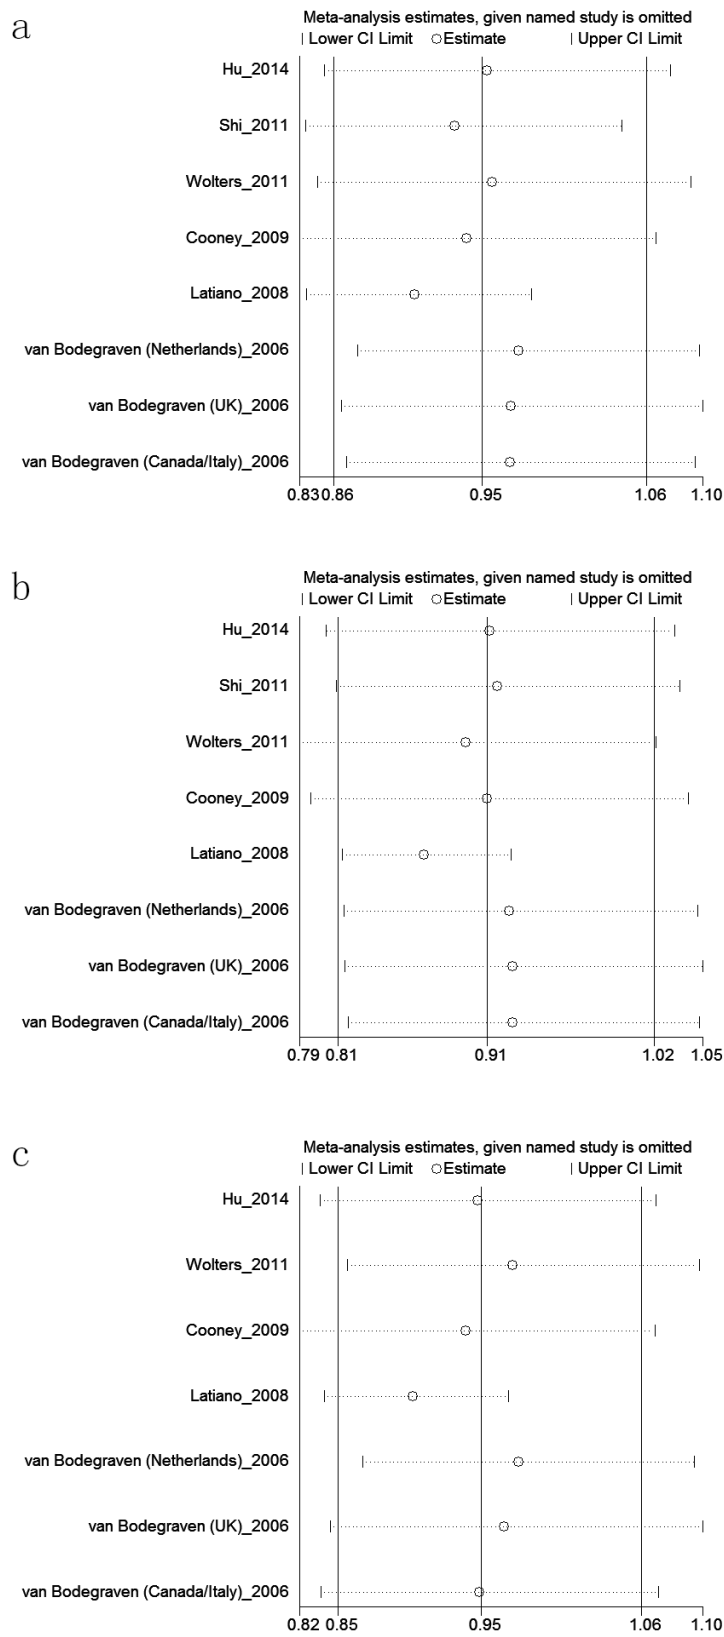 a
Meta-analysis estimates, given named study is omitted
| Lower CI Limit ○Estimate | Upper CI Limit
Hu_2014
Shi_2011
Wolters_2011
Cooney_2009
Latiano_2008
van Bodegraven (Netherlands)_2006
van Bodegraven (UK)_2006
van Bodegraven (Canada/Italy)_2006
0.83 0.86 0.95 1.06 1.10
b
Meta-analysis estimates, given named study is omitted
| Lower CI Limit ○Estimate | Upper CI Limit
Hu_2014
Shi_2011
Wolters_2011
Cooney_2009
Latiano_2008
van Bodegraven (Netherlands)_2006
van Bodegraven (UK)_2006
van Bodegraven (Canada/Italy)_2006
0.79 0.81 0.91 1.02 1.05
c
Meta-analysis estimates, given named study is omitted
| Lower CI Limit ○Estimate | Upper CI Limit
Hu_2014
Wolters_2011
Cooney_2009
Latiano_2008
van Bodegraven (Netherlands)_2006
van Bodegraven (UK)_2006
van Bodegraven (Canada/Italy)_2006
0.82 0.85 0.95 1.06 1.10